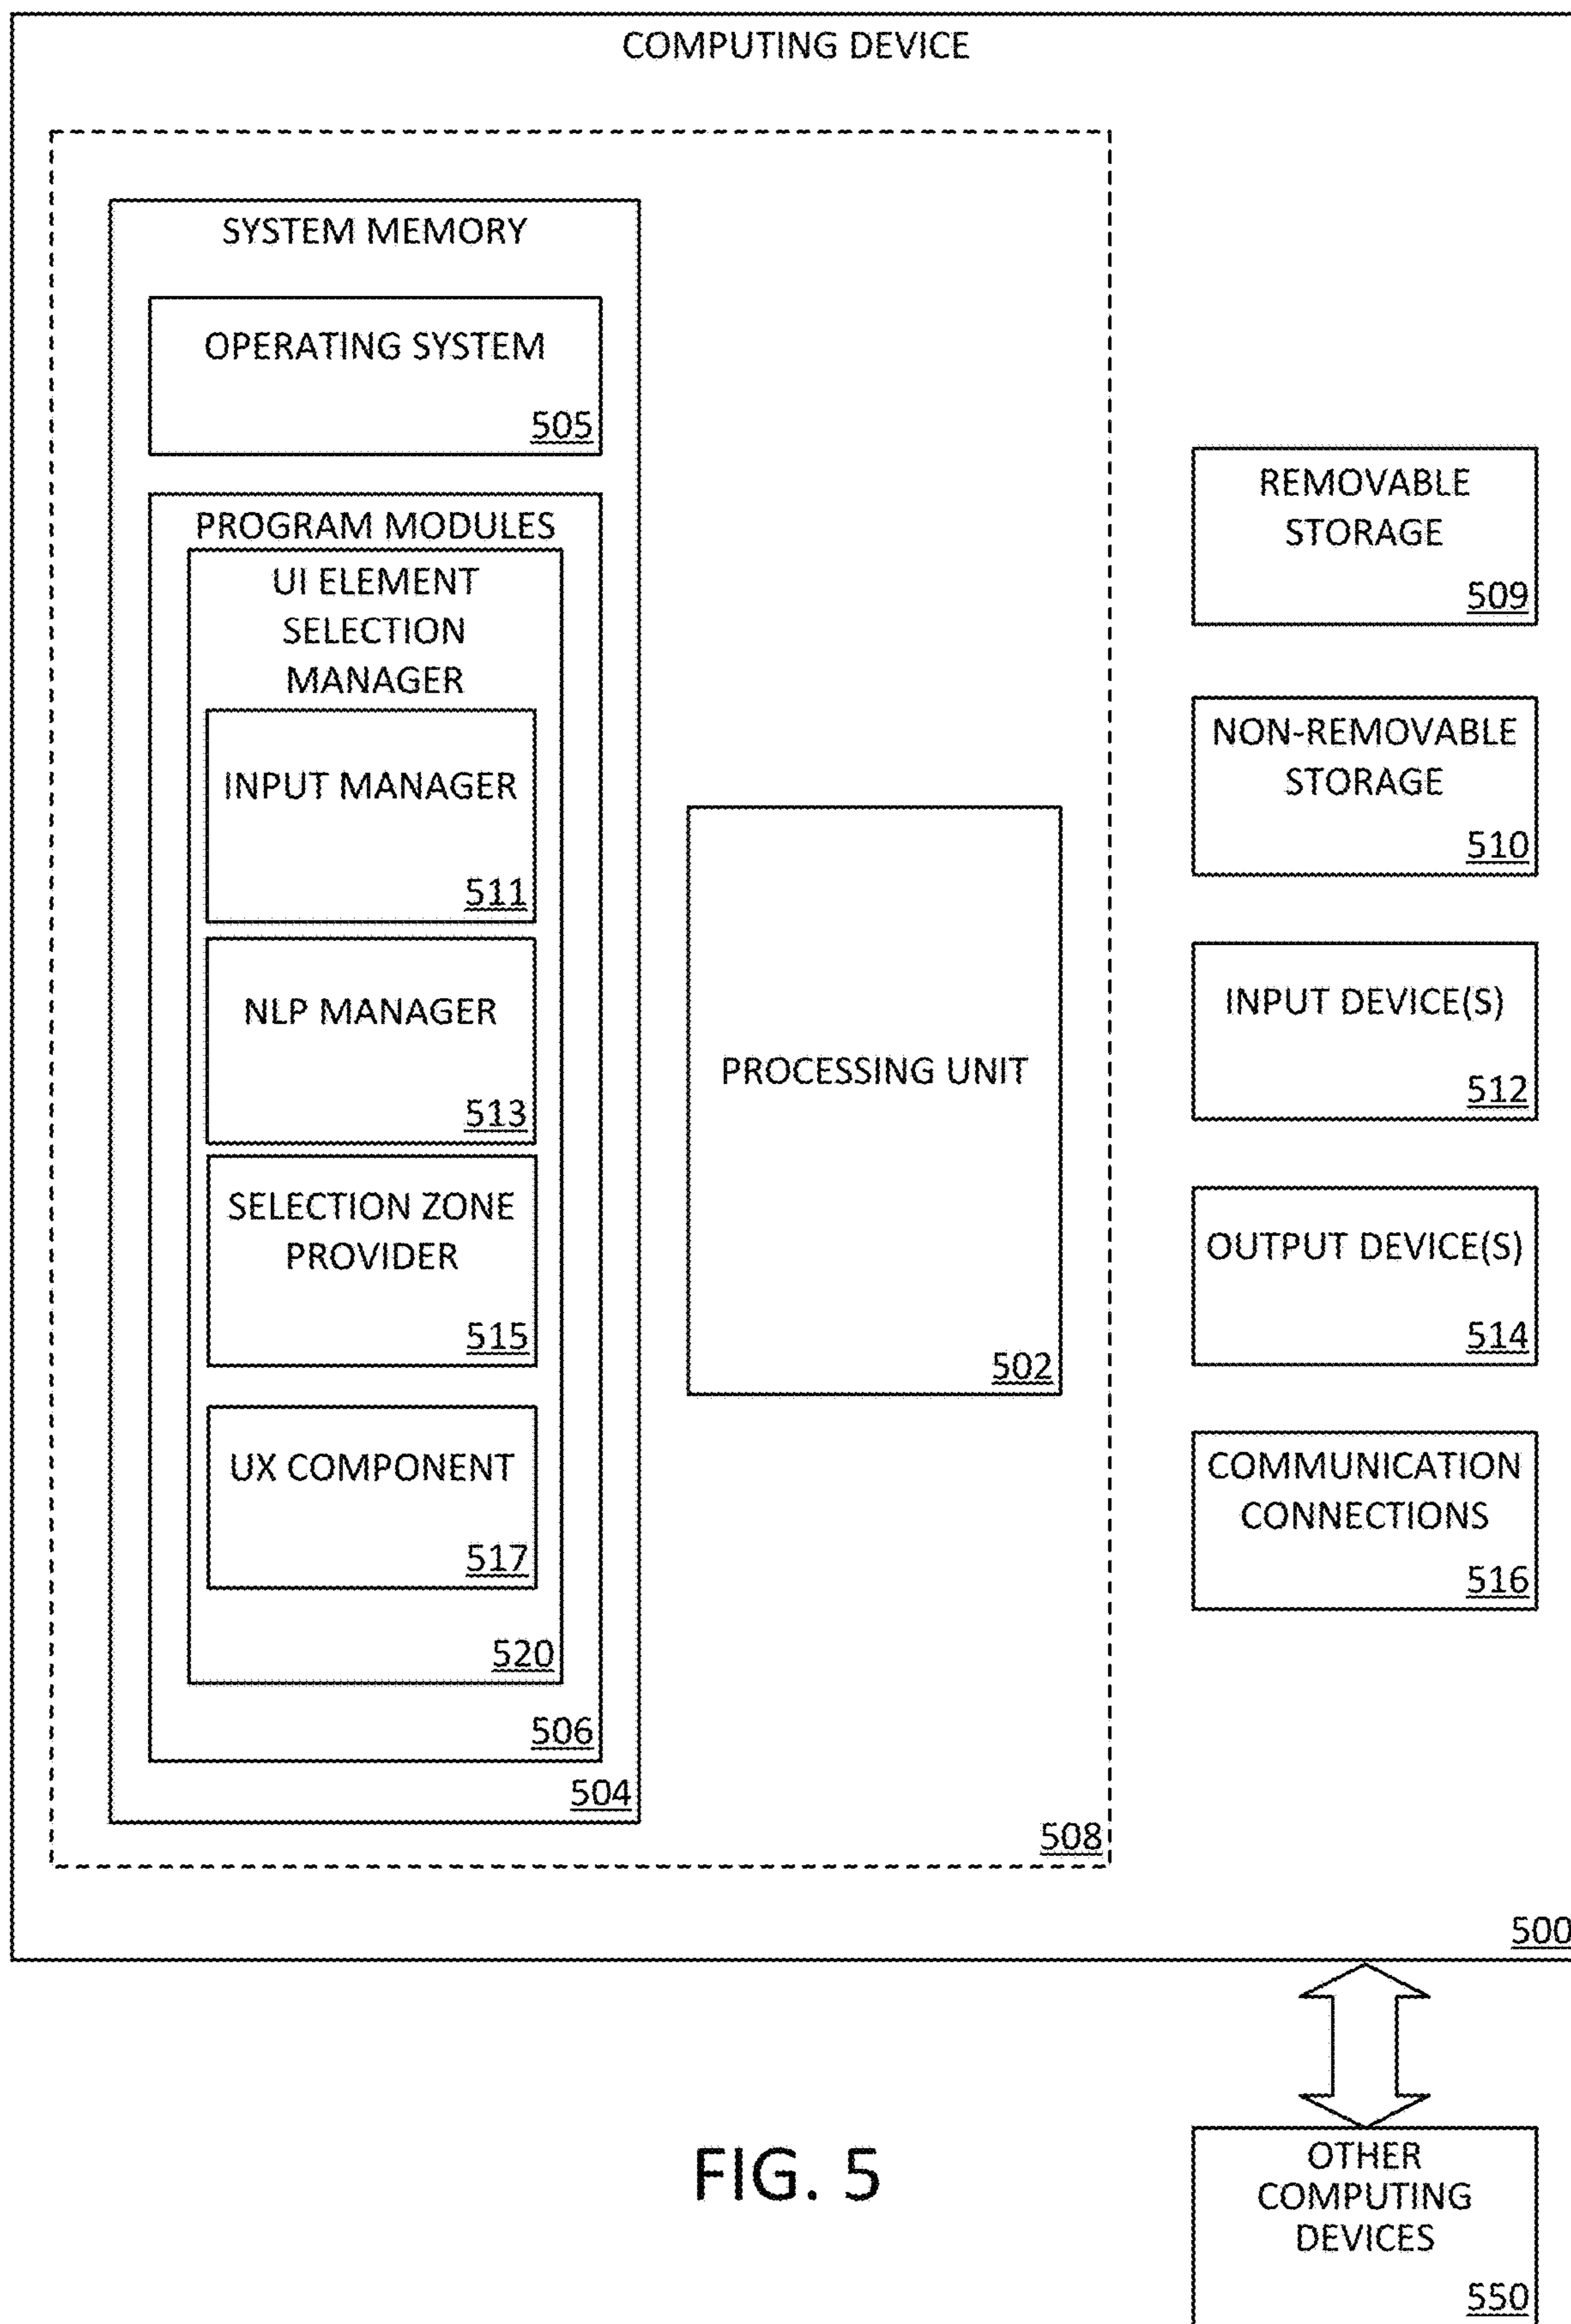 COMPUTING DEVICE
SYSTEM MEMORY
OPERATING SYSTEM
505
PROGRAM MODULES
UI ELEMENT
SELECTION
MANAGER
INPUT MANAGER
511
NLP MANAGER
513
SELECTION ZONE
PROVIDER
515
UX COMPONENT
517
520
506
504
PROCESSING UNIT
502
508
REMOVABLE
STORAGE
509
NON-REMOVABLE
STORAGE
510
INPUT DEVICE(S)
512
OUTPUT DEVICE(S)
514
COMMUNICATION
CONNECTIONS
516
500
OTHER
COMPUTING
DEVICES
550
FIG. 5